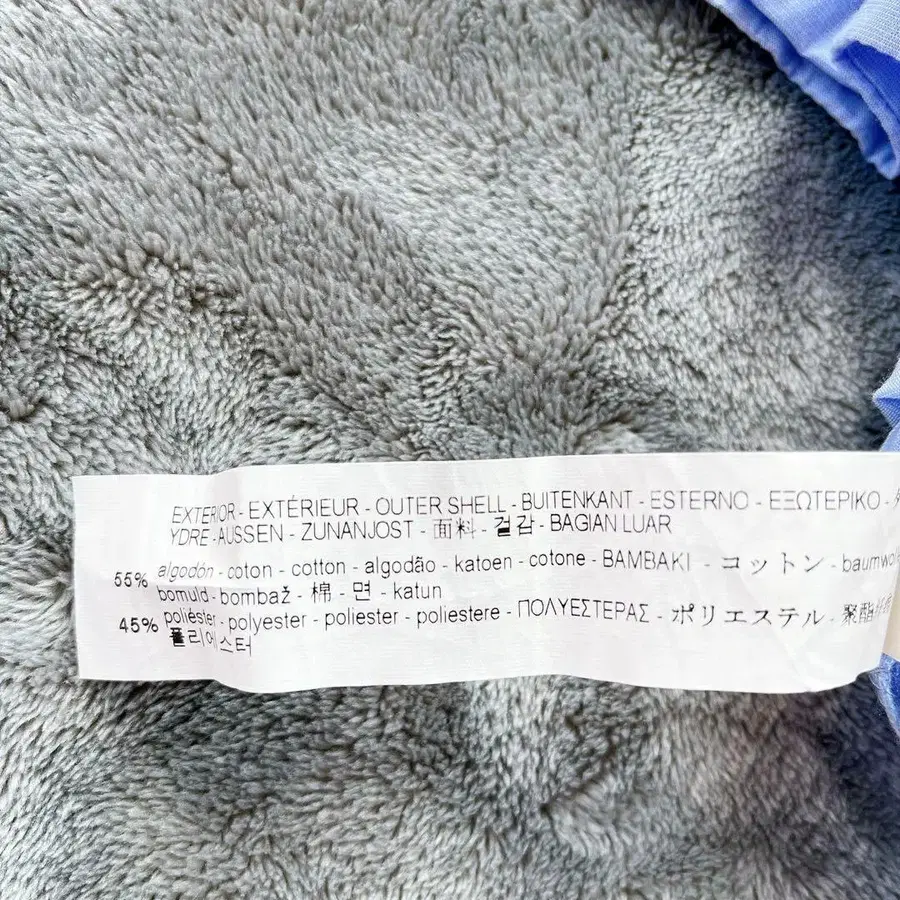 EXTERIOR - EXTÉRIEUR - OUTER SHELL - BUITENKANT - ESTERNO - ΕΞΩΤΕΡΙΚΟ -
YDRE - AUSSEN - ZUNANJOST - 面料 - 겉감 - BAGIAN LUAR
55% algodón - coton - cotton - algodão - katoen - cotone - BAMBAKI - コットン - baumwol
bomuld - bombaž - 棉 - 면 - katun
45% poliéster - polyester - poliester - poliestere - ΠΟΛΥΕΣΤΕΡΑΣ - ポリエステル - 聚酯
폴리에스터